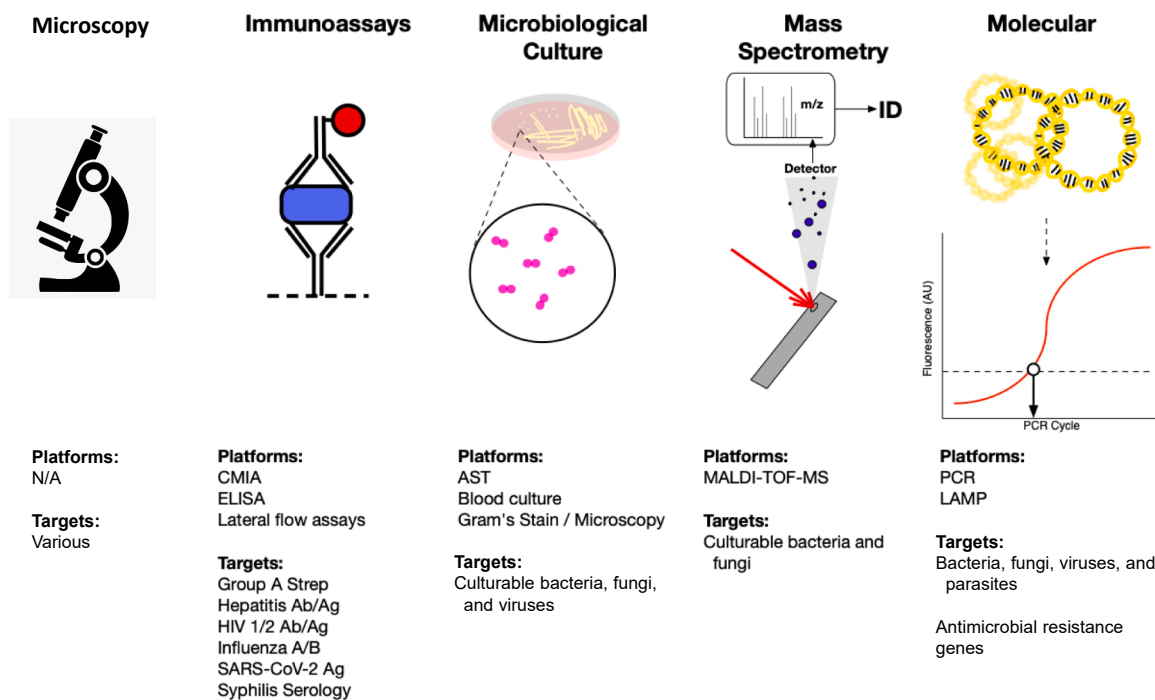 Microscopy
Immunoassays
Microbiological
Culture
Mass
Spectrometry
Molecular
m/z
ID
Detector
Fluorescence (AU)
PCR Cycle
Platforms:
N/A
Targets:
Various
Platforms:
CMIA
ELISA
Lateral flow assays
Targets:
Group A Strep
Hepatitis Ab/Ag
HIV 1/2 Ab/Ag
Influenza A/B
SARS-CoV-2 Ag
Syphilis Serology
Platforms:
AST
Blood culture
Gram's Stain / Microscopy
Targets:
Culturable bacteria, fungi,
and viruses
Platforms:
MALDI-TOF-MS
Targets:
Culturable bacteria and
fungi
Platforms:
PCR
LAMP
Targets:
Bacteria, fungi, viruses, and
parasites
Antimicrobial resistance
genes